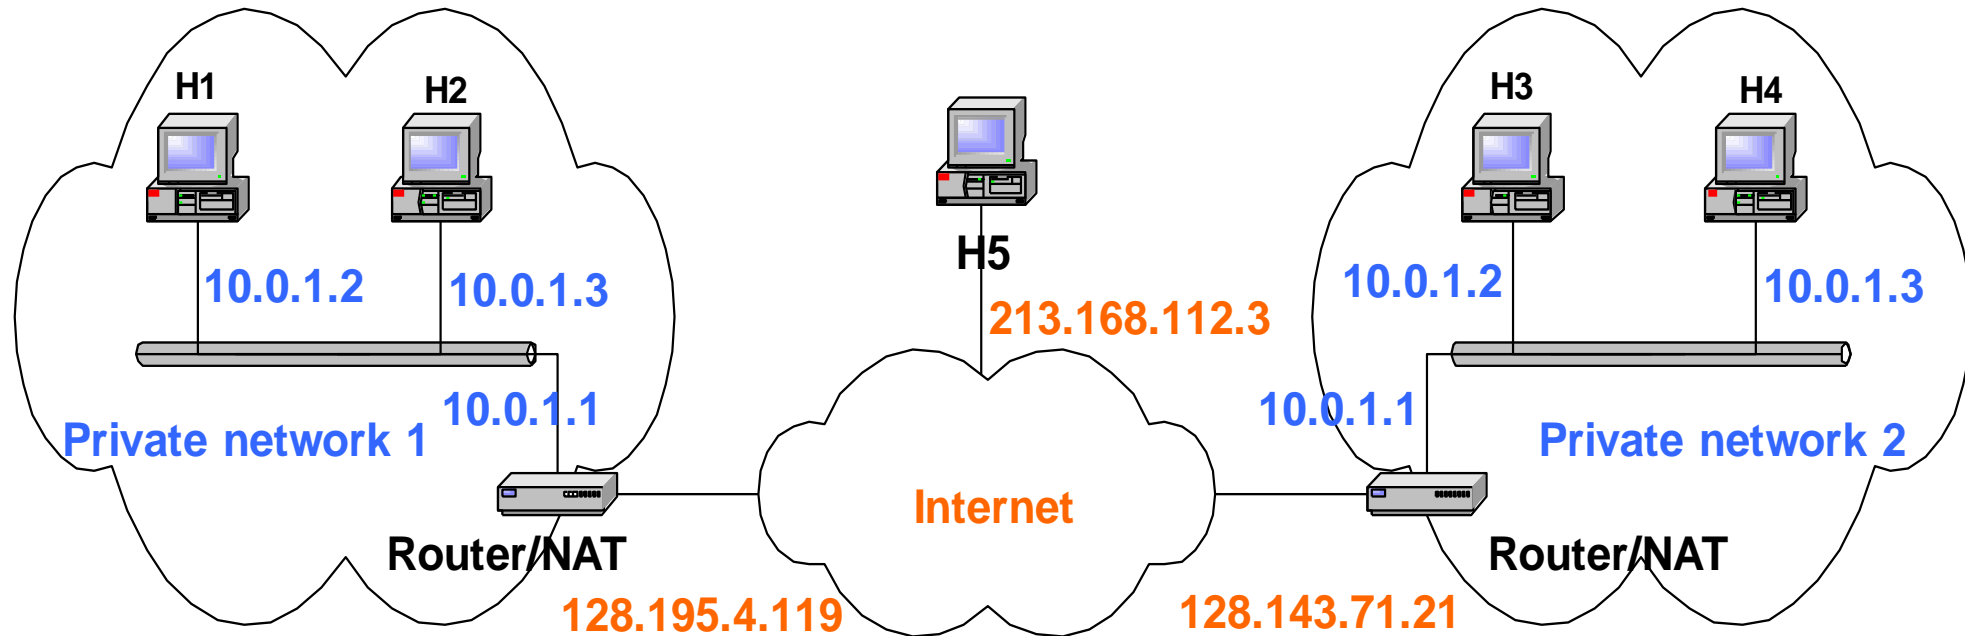 H1
H2
H3
H4
H5
10.0.1.2
10.0.1.3
213.168.112.3
10.0.1.2
10.0.1.3
10.0.1.1
10.0.1.1
Private network 1
Private network 2
Internet
Router/NAT
Router/NAT
128.195.4.119
128.143.71.21